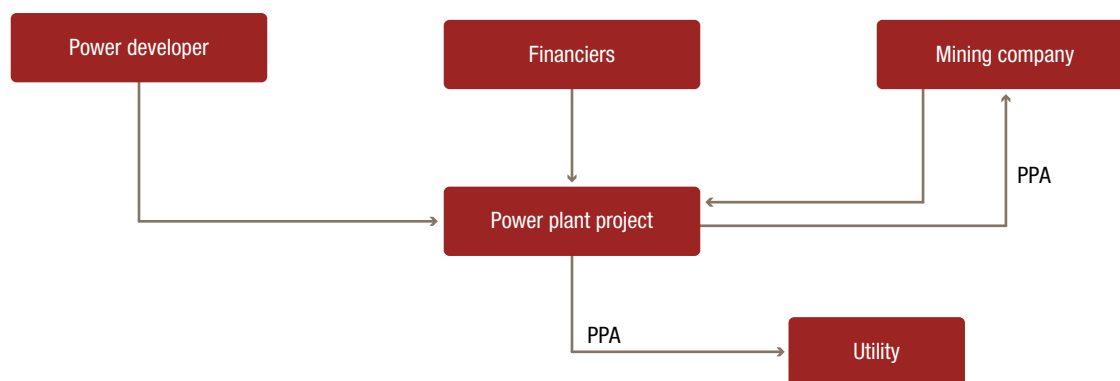 Power developer
Financiers
Mining company
PPA
Power plant project
PPA
Utility